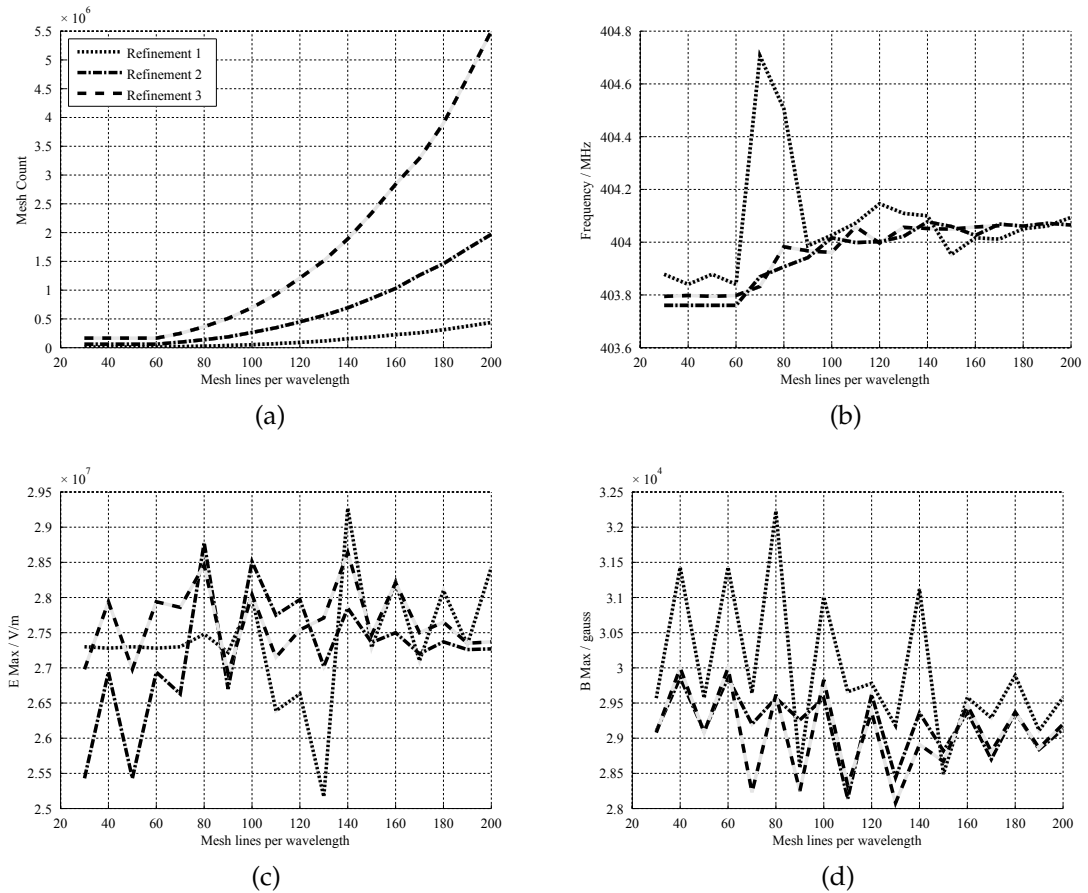 × 10⁶
5.5
5
4.5
4
3.5
3
2.5
2
1.5
1
0.5
0
Mesh Count
Refinement 1
Refinement 2
Refinement 3
20 40 60 80 100 120 140 160 180 200
Mesh lines per wavelength
(a)
404.8
404.6
404.4
404.2
404
403.8
403.6
Frequency / MHz
20 40 60 80 100 120 140 160 180 200
Mesh lines per wavelength
(b)
× 10⁷
2.95
2.9
2.85
2.8
2.75
2.7
2.65
2.6
2.55
2.5
E Max / V/m
20 40 60 80 100 120 140 160 180 200
Mesh lines per wavelength
(c)
× 10⁴
3.25
3.2
3.15
3.1
3.05
3
2.95
2.9
2.85
2.8
B Max / gauss
20 40 60 80 100 120 140 160 180 200
Mesh lines per wavelength
(d)